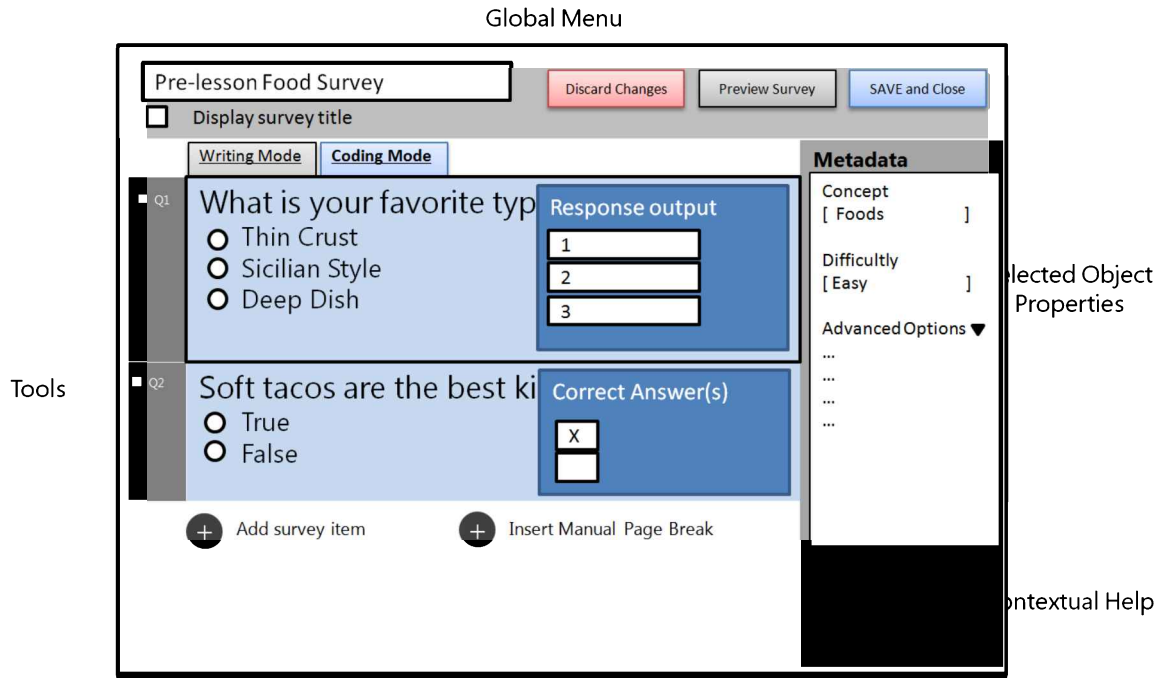 Global Menu
Pre-lesson Food Survey
Discard Changes
Preview Survey
SAVE and Close
Display survey title
Writing Mode
Coding Mode
Metadata
Q1
What is your favorite typ
Thin Crust
Sicilian Style
Deep Dish
Response output
1
2
3
Concept
[ Foods ]
Difficultly
[ Easy ]
Advanced Options
...
...
...
...
elected Object
Properties
Tools
Q2
Soft tacos are the best ki
True
False
Correct Answer(s)
X
+ Add survey item
+ Insert Manual Page Break
ontextual Help